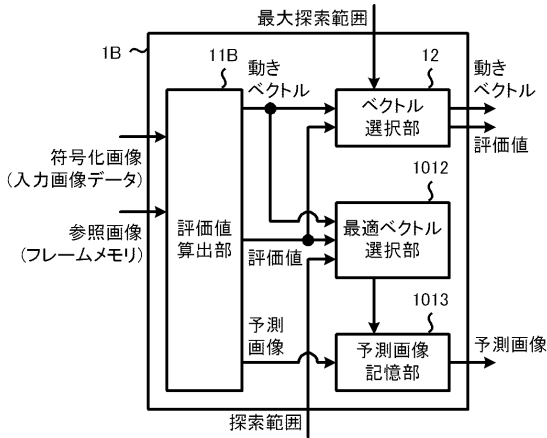 最大探索範囲
1B
11B
動き
ベクトル
12
ベクトル
選択部
動き
ベクトル
評価値
符号化画像
(入力画像データ)
参照画像
(フレームメモリ)
評価値
算出部
評価値
1012
最適ベクトル
選択部
予測
画像
1013
予測画像
記憶部
予測画像
探索範囲